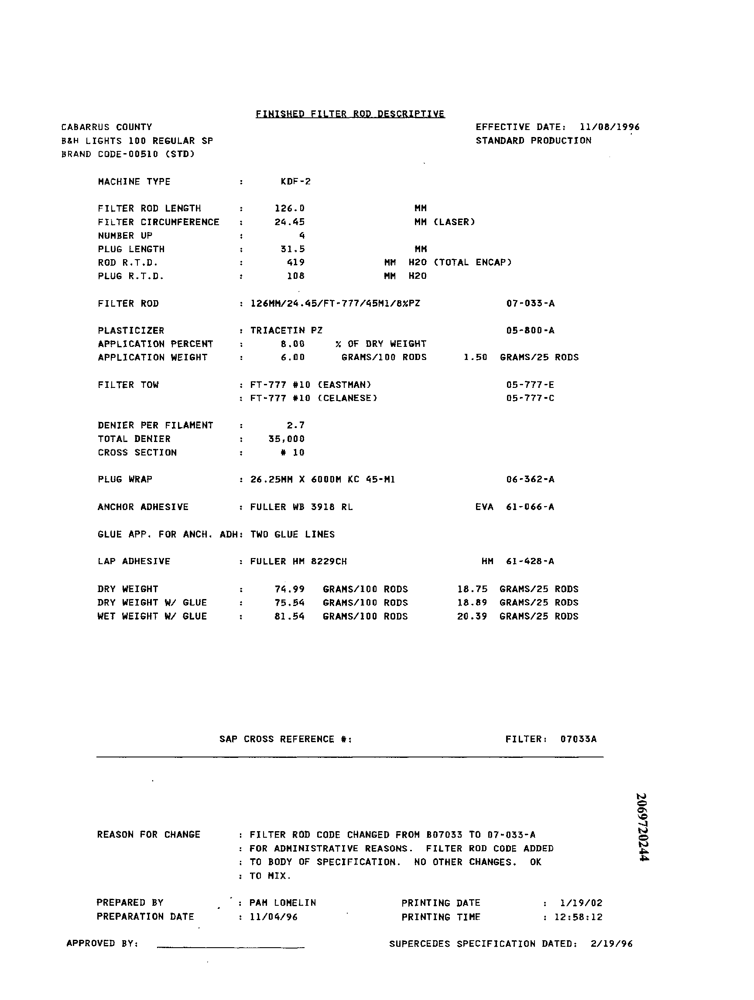 FINISHED FILTER ROD DESCRIPTIVE
CABARRUS COUNTY EFFECTIVE DATE: 11/08/1996
B&H LIGHTS 100 REGULAR SP STANDARD PRODUCTION
BRAND CODE-00510 (STD)
MACHINE TYPE : KDF-2
FILTER ROD LENGTH : 126.0 MM
FILTER CIRCUMFERENCE : 24.45 MM (LASER)
NUMBER UP : 4
PLUG LENGTH : 31.5 MM
ROD R.T.D. : 419 MM H2O (TOTAL ENCAP)
PLUG R.T.D. : 108 MM H2O
FILTER ROD : 126MM/24.45/FT-777/45M1/8%PZ 07-033-A
PLASTICIZER : TRIACETIN PZ 05-800-A
APPLICATION PERCENT : 8.00 % OF DRY WEIGHT
APPLICATION WEIGHT : 6.00 GRAMS/100 RODS 1.50 GRAMS/25 RODS
FILTER TOW : FT-777 #10 (EASTMAN) 05-777-E
: FT-777 #10 (CELANESE) 05-777-C
DENIER PER FILAMENT : 2.7
TOTAL DENIER : 35,000
CROSS SECTION : # 10
PLUG WRAP : 26.25MM X 6000M KC 45-M1 06-362-A
ANCHOR ADHESIVE : FULLER WB 3918 RL EVA 61-066-A
GLUE APP. FOR ANCH. ADH: TWO GLUE LINES
LAP ADHESIVE : FULLER HM 8229CH HM 61-428-A
DRY WEIGHT : 74.99 GRAMS/100 RODS 18.75 GRAMS/25 RODS
DRY WEIGHT W/ GLUE : 75.54 GRAMS/100 RODS 18.89 GRAMS/25 RODS
WET WEIGHT W/ GLUE : 81.54 GRAMS/100 RODS 20.39 GRAMS/25 RODS
SAP CROSS REFERENCE #: FILTER: 07033A
2069720244
REASON FOR CHANGE : FILTER ROD CODE CHANGED FROM B07033 TO 07-033-A
: FOR ADMINISTRATIVE REASONS. FILTER ROD CODE ADDED
: TO BODY OF SPECIFICATION. NO OTHER CHANGES. OK
: TO MIX.
PREPARED BY : PAM LOMELIN PRINTING DATE : 1/19/02
PREPARATION DATE : 11/04/96 PRINTING TIME : 12:58:12
APPROVED BY: SUPERCEDES SPECIFICATION DATED: 2/19/96